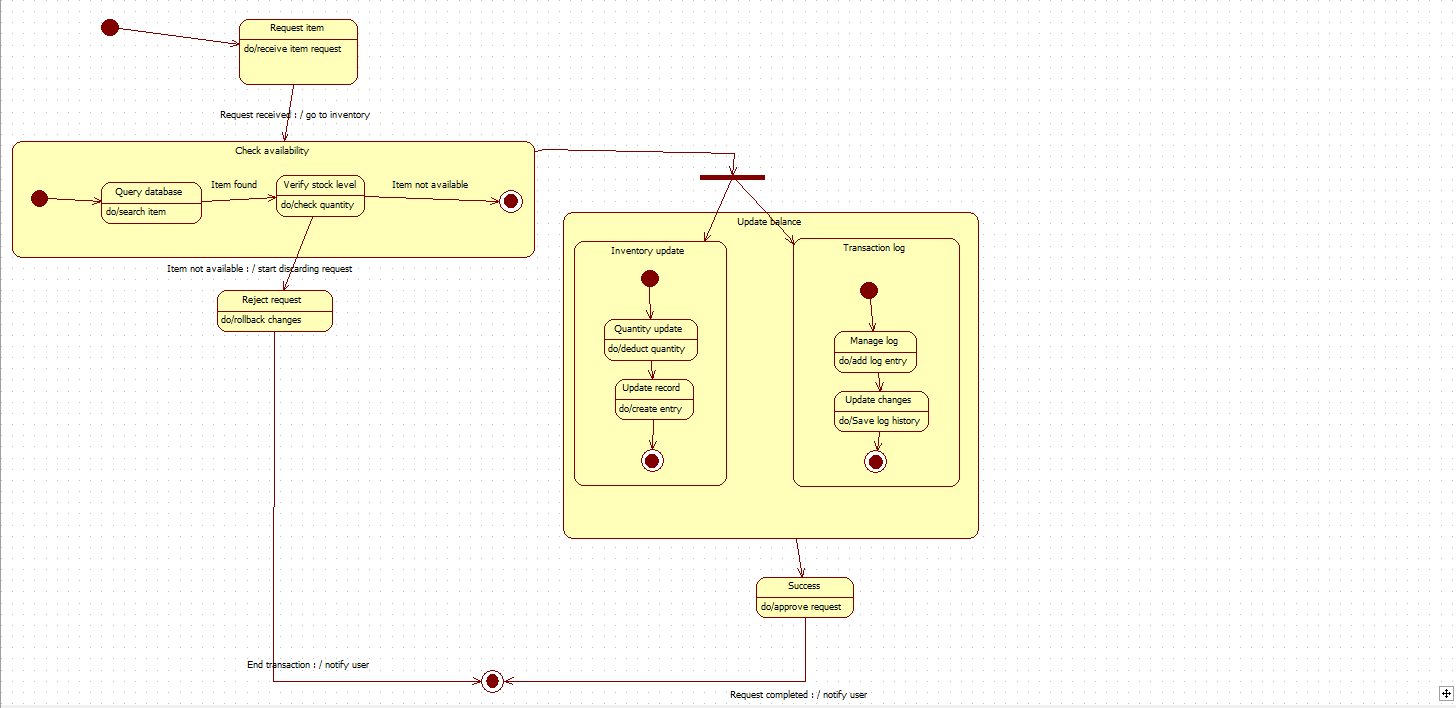 Request item
do/receive item request
Request received : / go to inventory
Check availability
Query database
do/search item
Item found
Verify stock level
do/check quantity
Item not available
Item not available : / start discarding request
Reject request
do/rollback changes
Update balance
Inventory update
Quantity update
do/deduct quantity
Update record
do/create entry
Transaction log
Manage log
do/add log entry
Update changes
do/Save log history
Success
do/approve request
End transaction : / notify user
Request completed : / notify user